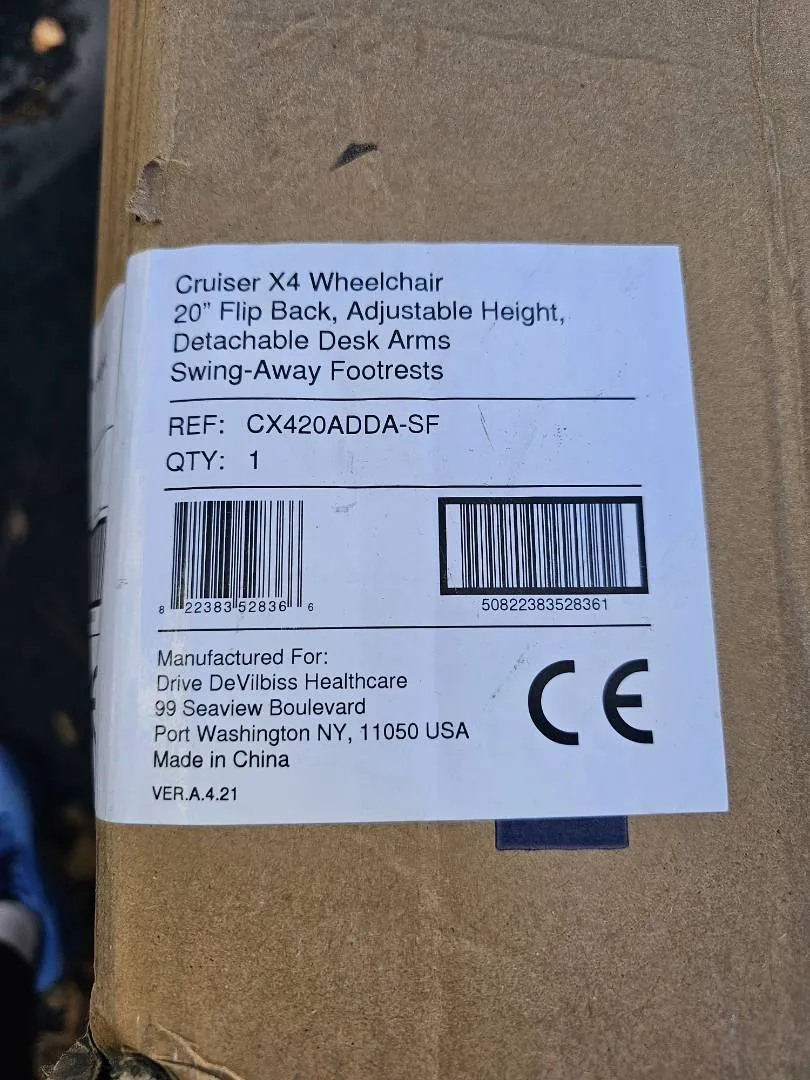 Cruiser X4 Wheelchair
20” Flip Back, Adjustable Height,
Detachable Desk Arms
Swing-Away Footrests
REF: CX420ADDA-SF
QTY: 1
8 22383 52836 6
50822383528361
Manufactured For:
Drive DeVilbiss Healthcare
99 Seaview Boulevard
Port Washington NY, 11050 USA
Made in China
CE
VER.A.4.21